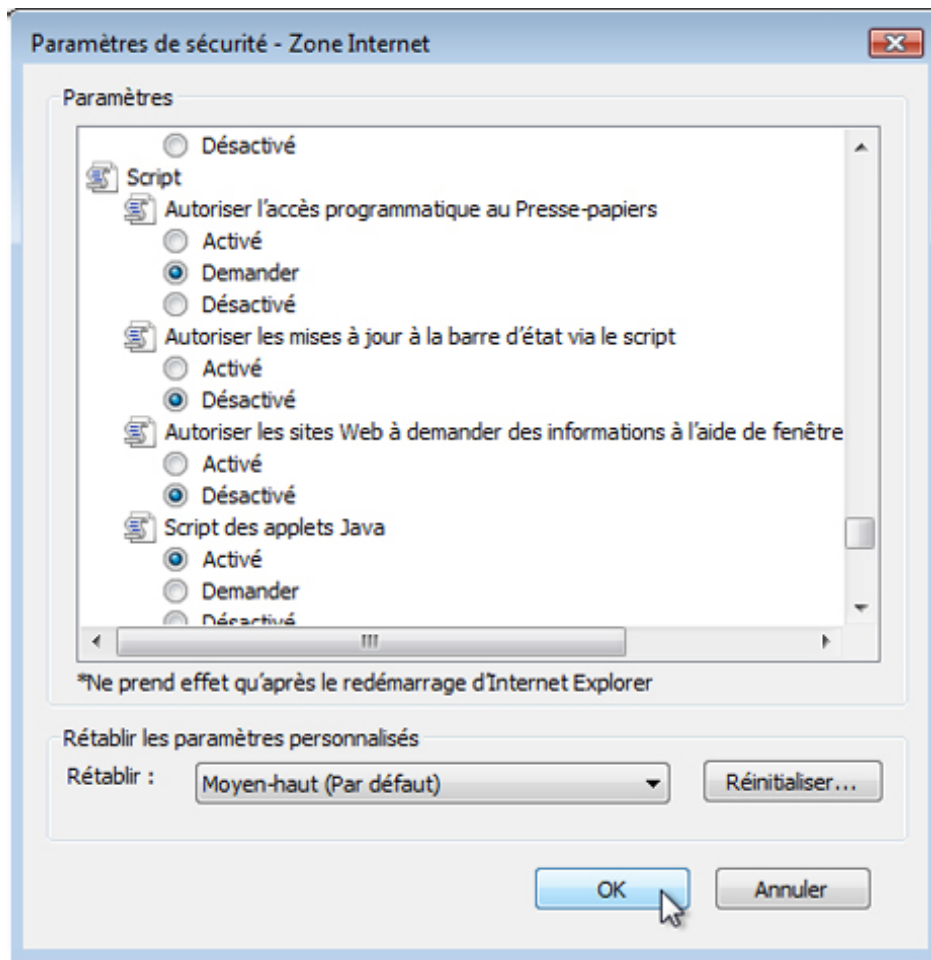 Paramètres de sécurité - Zone Internet
Paramètres
Désactivé
Script
Autoriser l'accès programmatique au Presse-papiers
Activé
Demander
Désactivé
Autoriser les mises à jour à la barre d'état via le script
Activé
Désactivé
Autoriser les sites Web à demander des informations à l'aide de fenêtre
Activé
Désactivé
Script des applets Java
Activé
Demander
Désactivé
*Ne prend effet qu'après le redémarrage d'Internet Explorer
Rétablir les paramètres personnalisés
Rétablir :
Moyen-haut (Par défaut)
Réinitialiser...
OK
Annuler